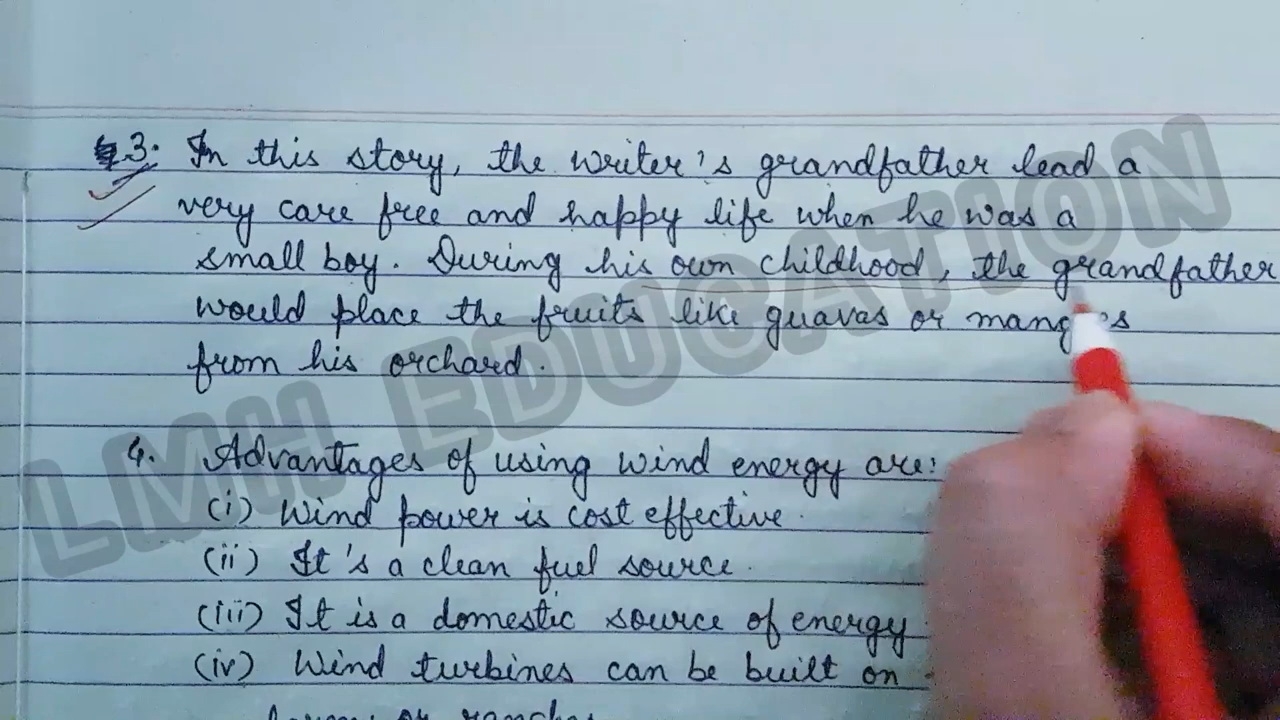 3. In this story, the writer's grandfather lead a
very care free and happy life when he was a
small boy. During his own childhood, the grandfather
would place the fruits like guavas or
from his orchard.
4. Advantages of using wind energy are:
(i) Wind power is cost effective.
(ii) It's a clean fuel source.
(iii) It is a domestic source of energy
(iv) Wind turbines can be built on
or
LMH EDUCATION